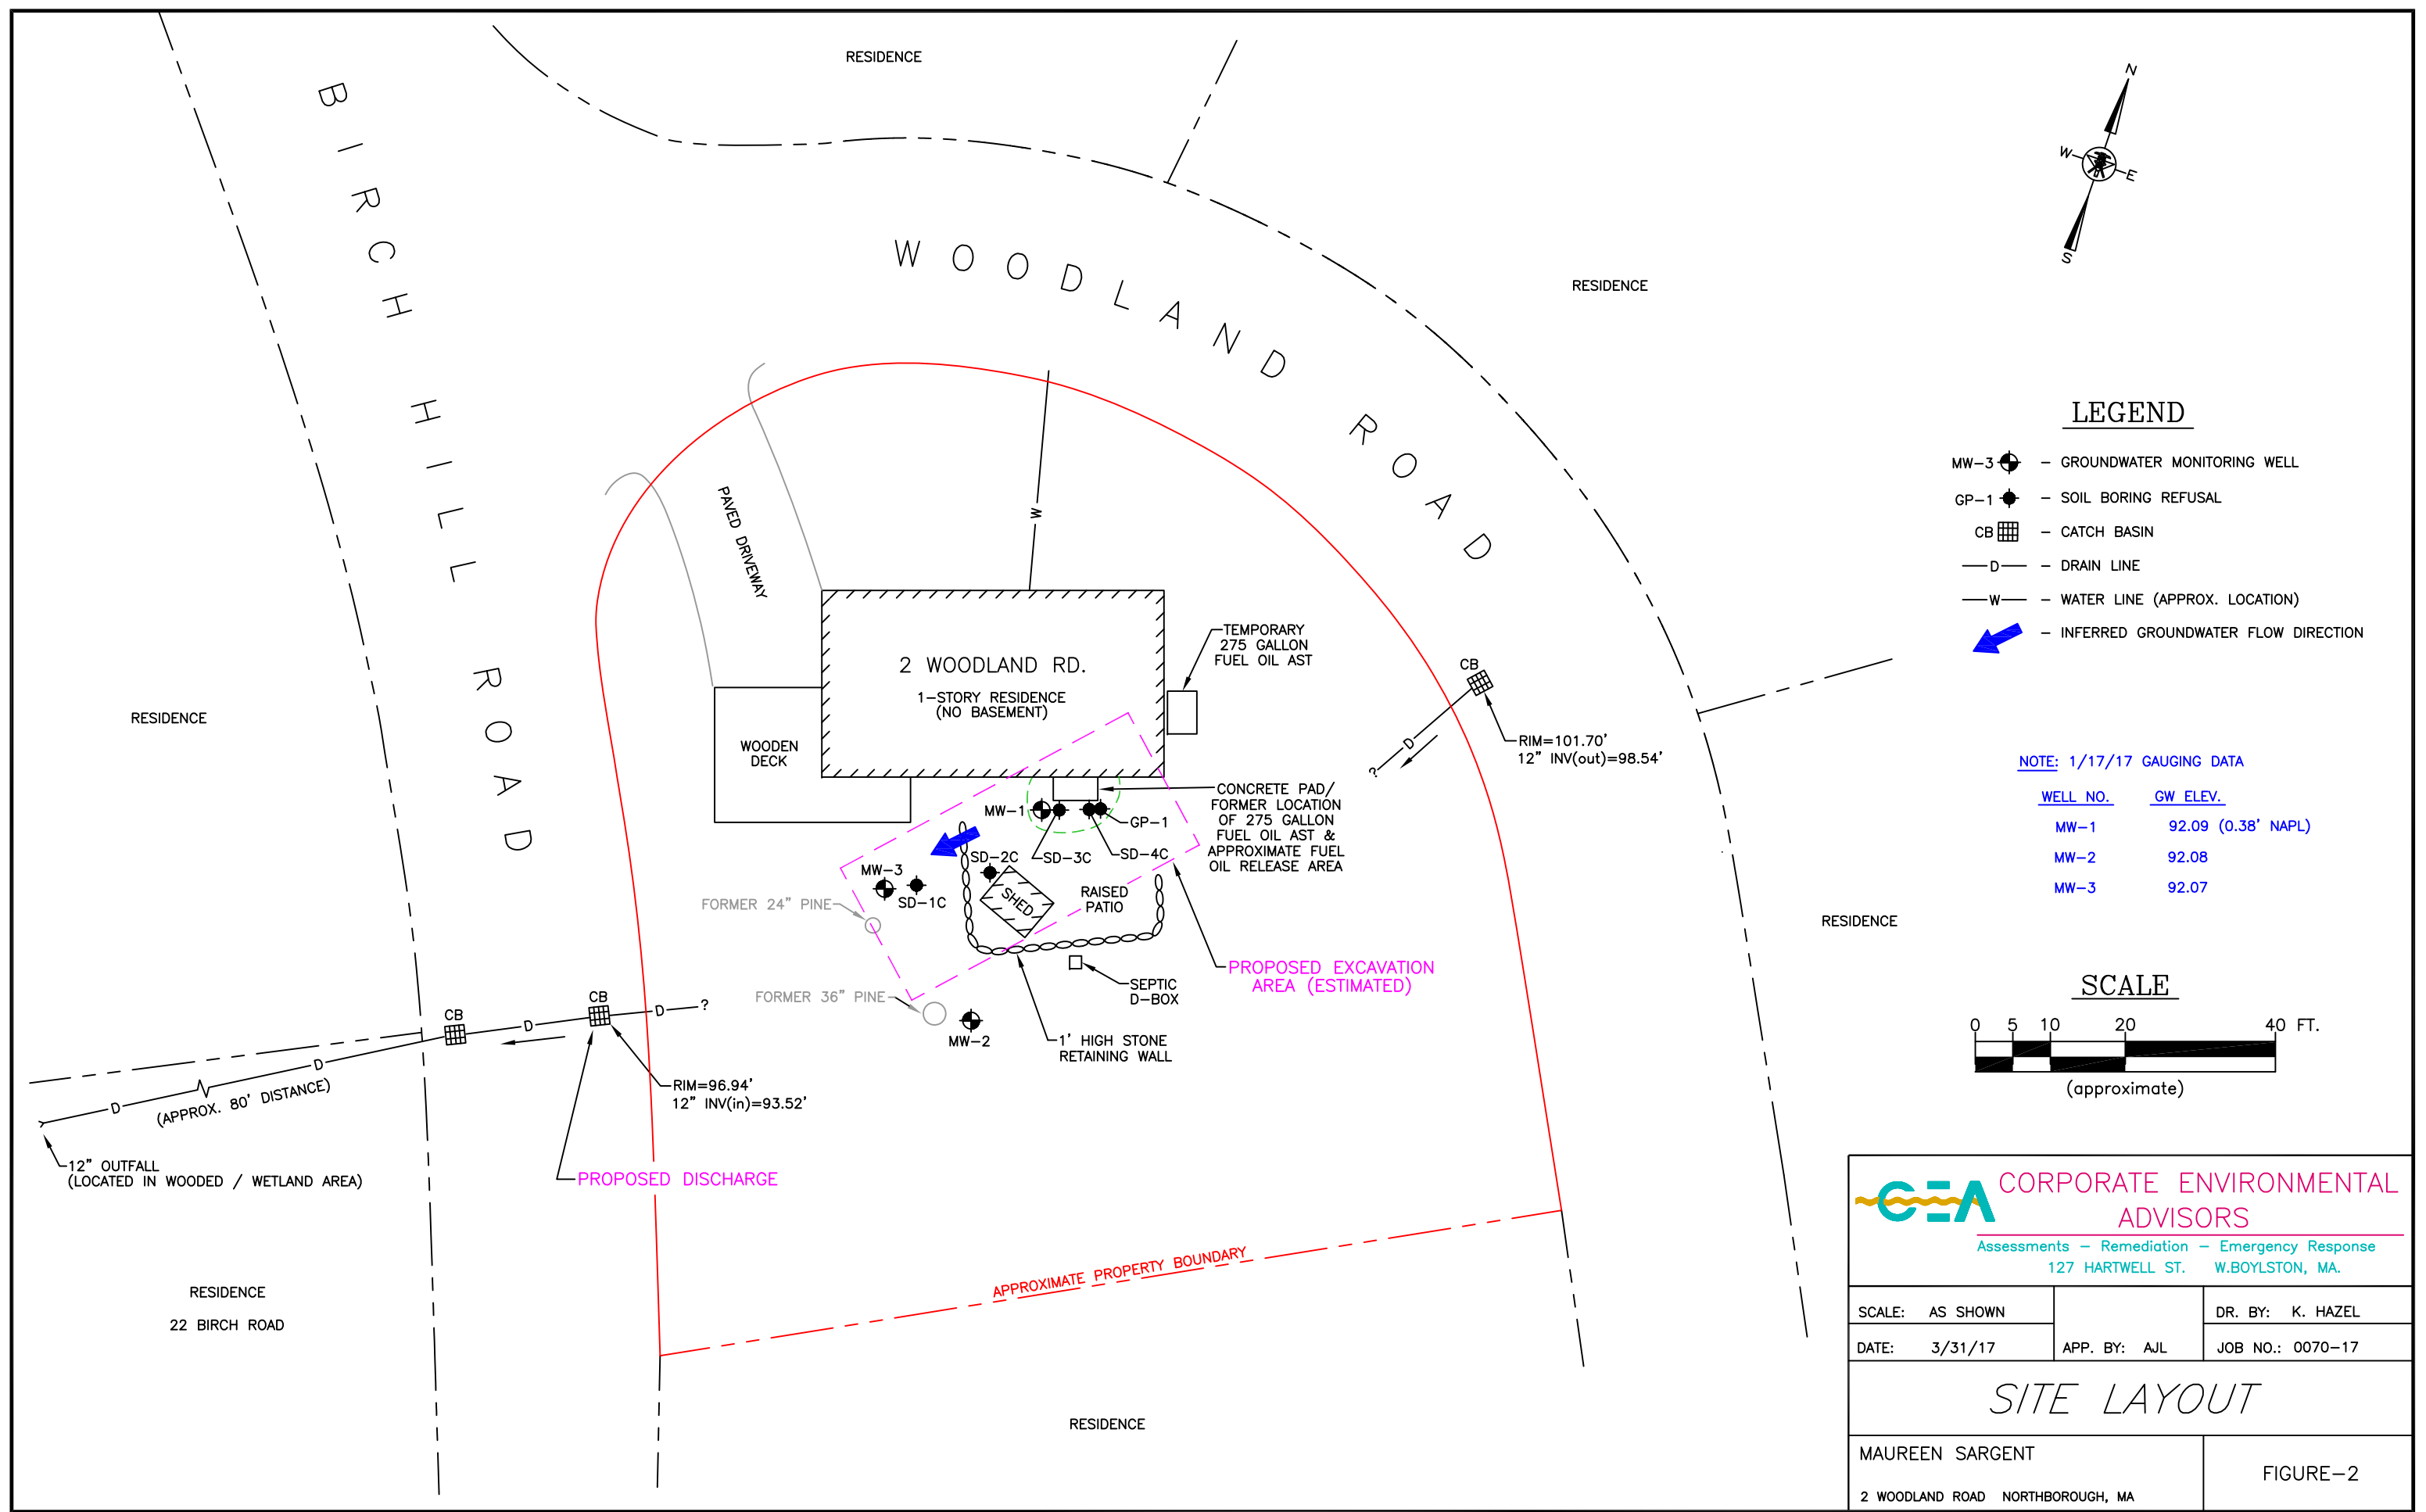 RESIDENCE
BIRCH HILL ROAD
WOODLAND ROAD
N
W
E
S
RESIDENCE
LEGEND
MW-3 - GROUNDWATER MONITORING WELL
GP-1 - SOIL BORING REFUSAL
CB - CATCH BASIN
D - DRAIN LINE
W - WATER LINE (APPROX. LOCATION)
- INFERRED GROUNDWATER FLOW DIRECTION
PAVED DRIVEWAY
W
2 WOODLAND RD.
1-STORY RESIDENCE
(NO BASEMENT)
TEMPORARY
275 GALLON
FUEL OIL AST
WOODEN
DECK
RESIDENCE
CB
D
?
RIM=101.70'
12" INV(out)=98.54'
CONCRETE PAD/
FORMER LOCATION
OF 275 GALLON
FUEL OIL AST &
APPROXIMATE FUEL
OIL RELEASE AREA
MW-1
GP-1
SD-2C
SD-3C
SD-4C
MW-3
SD-1C
SHED
RAISED
PATIO
FORMER 24" PINE
FORMER 36" PINE
MW-2
SEPTIC
D-BOX
1' HIGH STONE
RETAINING WALL
PROPOSED EXCAVATION
AREA (ESTIMATED)
NOTE: 1/17/17 GAUGING DATA
WELL NO. GW ELEV.
MW-1 92.09 (0.38' NAPL)
MW-2 92.08
MW-3 92.07
RESIDENCE
SCALE
0 5 10 20 40 FT.
(approximate)
CB
D
CB
D
?
D
D
(APPROX. 80' DISTANCE)
RIM=96.94'
12" INV(in)=93.52'
12" OUTFALL
(LOCATED IN WOODED / WETLAND AREA)
PROPOSED DISCHARGE
APPROXIMATE PROPERTY BOUNDARY
RESIDENCE
22 BIRCH ROAD
RESIDENCE
CEA
CORPORATE ENVIRONMENTAL
ADVISORS
Assessments - Remediation - Emergency Response
127 HARTWELL ST. W.BOYLSTON, MA.
SCALE: AS SHOWN
DR. BY: K. HAZEL
DATE: 3/31/17
APP. BY: AJL
JOB NO.: 0070-17
SITE LAYOUT
MAUREEN SARGENT
2 WOODLAND ROAD NORTHBOROUGH, MA
FIGURE-2